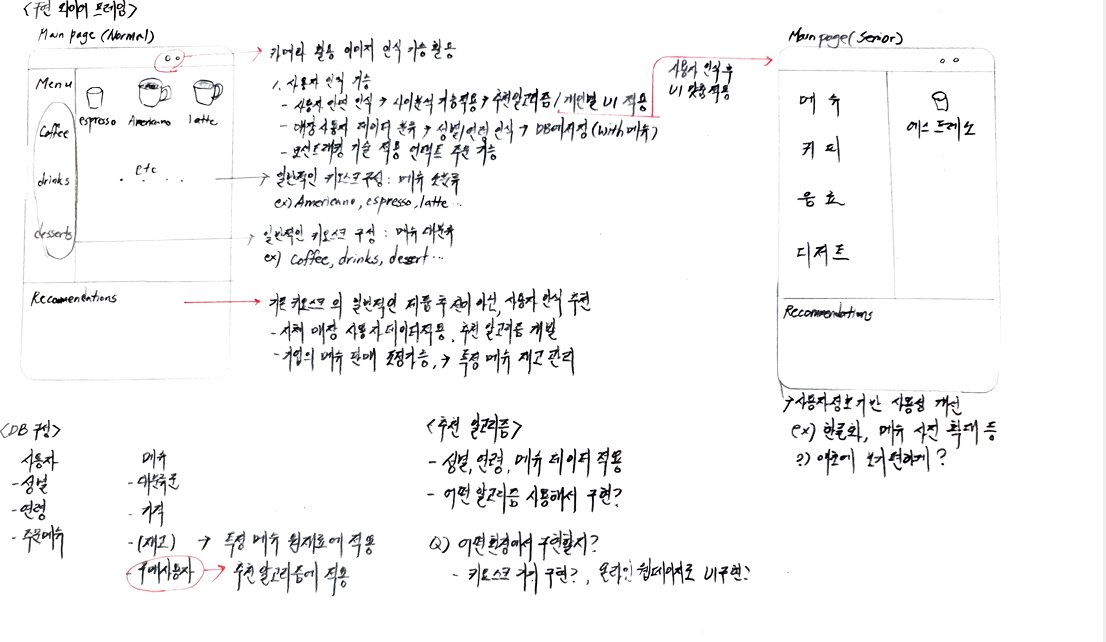 <구현 와이어 프레임>
Main page (Normal)
Menu
Coffee
drinks
desserts
espresso
Americano
latte
etc
Recomendations
카메라 활용 이미지 인식 기능 활용
1. 사용자 인식 기능
- 사용자 안면 인식 → 시선분석 기능적용 → 추천알고리즘 / 개인별 UI 적용
- 매장사용자 데이터 분류 → 성별/연령 인식 → DB에 저장 (with 메뉴)
- 모션트래킹 기술 적용 언택트 주문 기능
일반적인 키오스크 구성 : 메뉴 소분류
ex) Americano, espresso, latte ...
일반적인 키오스크 구성 : 메뉴 대분류
ex) Coffee, drinks, dessert ...
기존 키오스크의 일반적인 제품 추천이 아닌, 사용자 인식 추천
- 자체 매장 사용자 데이터적용, 추천 알고리즘 개발
- 기업의 메뉴 판매 조정가능, → 특정 메뉴 재고 관리
사용자 인식 후
UI 맞춤적용
Main page (Senior)
메뉴
커피
음료
디저트
에스프레소
Recommendations
→ 사용자정보기반 사용성 개선
ex) 한글화, 메뉴 사진 확대 등
?) 애초에 보기편하게?
<DB 구성>
사용자
- 성별
- 연령
- 주문메뉴
메뉴
- 대분류
- 가격
- (재고) → 특정 메뉴 원재료에 적용
- 구매사용자 → 추천알고리즘에 적용
<추천 알고리즘>
- 성별, 연령, 메뉴 데이터 적용
- 어떤 알고리즘 사용해서 구현?
Q) 어떤환경에서 구현할지?
- 키오스크 기기 구현?, 온라인 웹페이지로 UI구현?